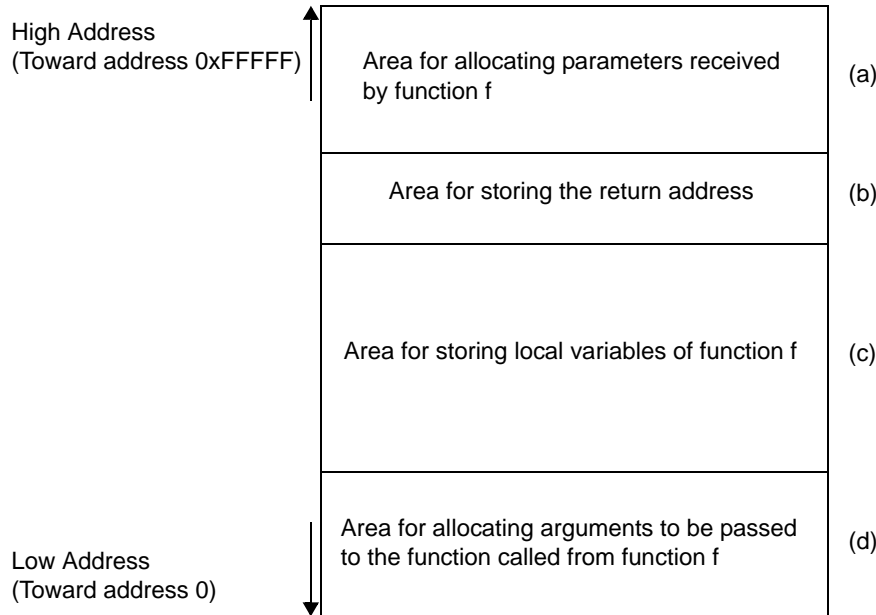 High Address
(Toward address 0xFFFFF)
Area for allocating parameters received
by function f
(a)
Area for storing the return address
(b)
Area for storing local variables of function f
(c)
Area for allocating arguments to be passed
to the function called from function f
(d)
Low Address
(Toward address 0)